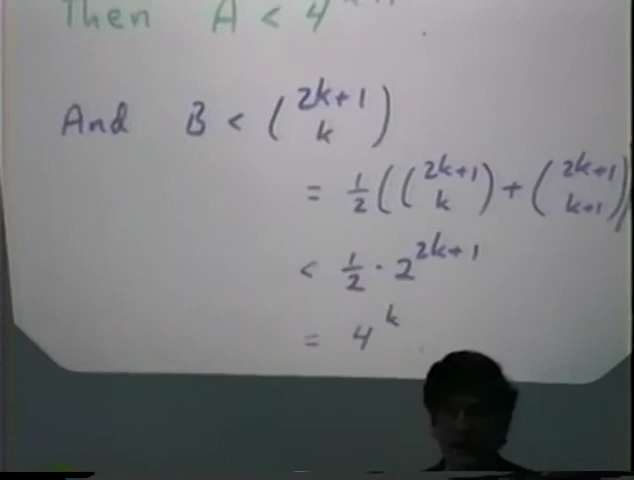 Then A < 4
And B < (2k+1 k)
= 1/2 ((2k+1 k) + (2k+1 k+1))
< 1/2 · 2^2k+1
= 4^k